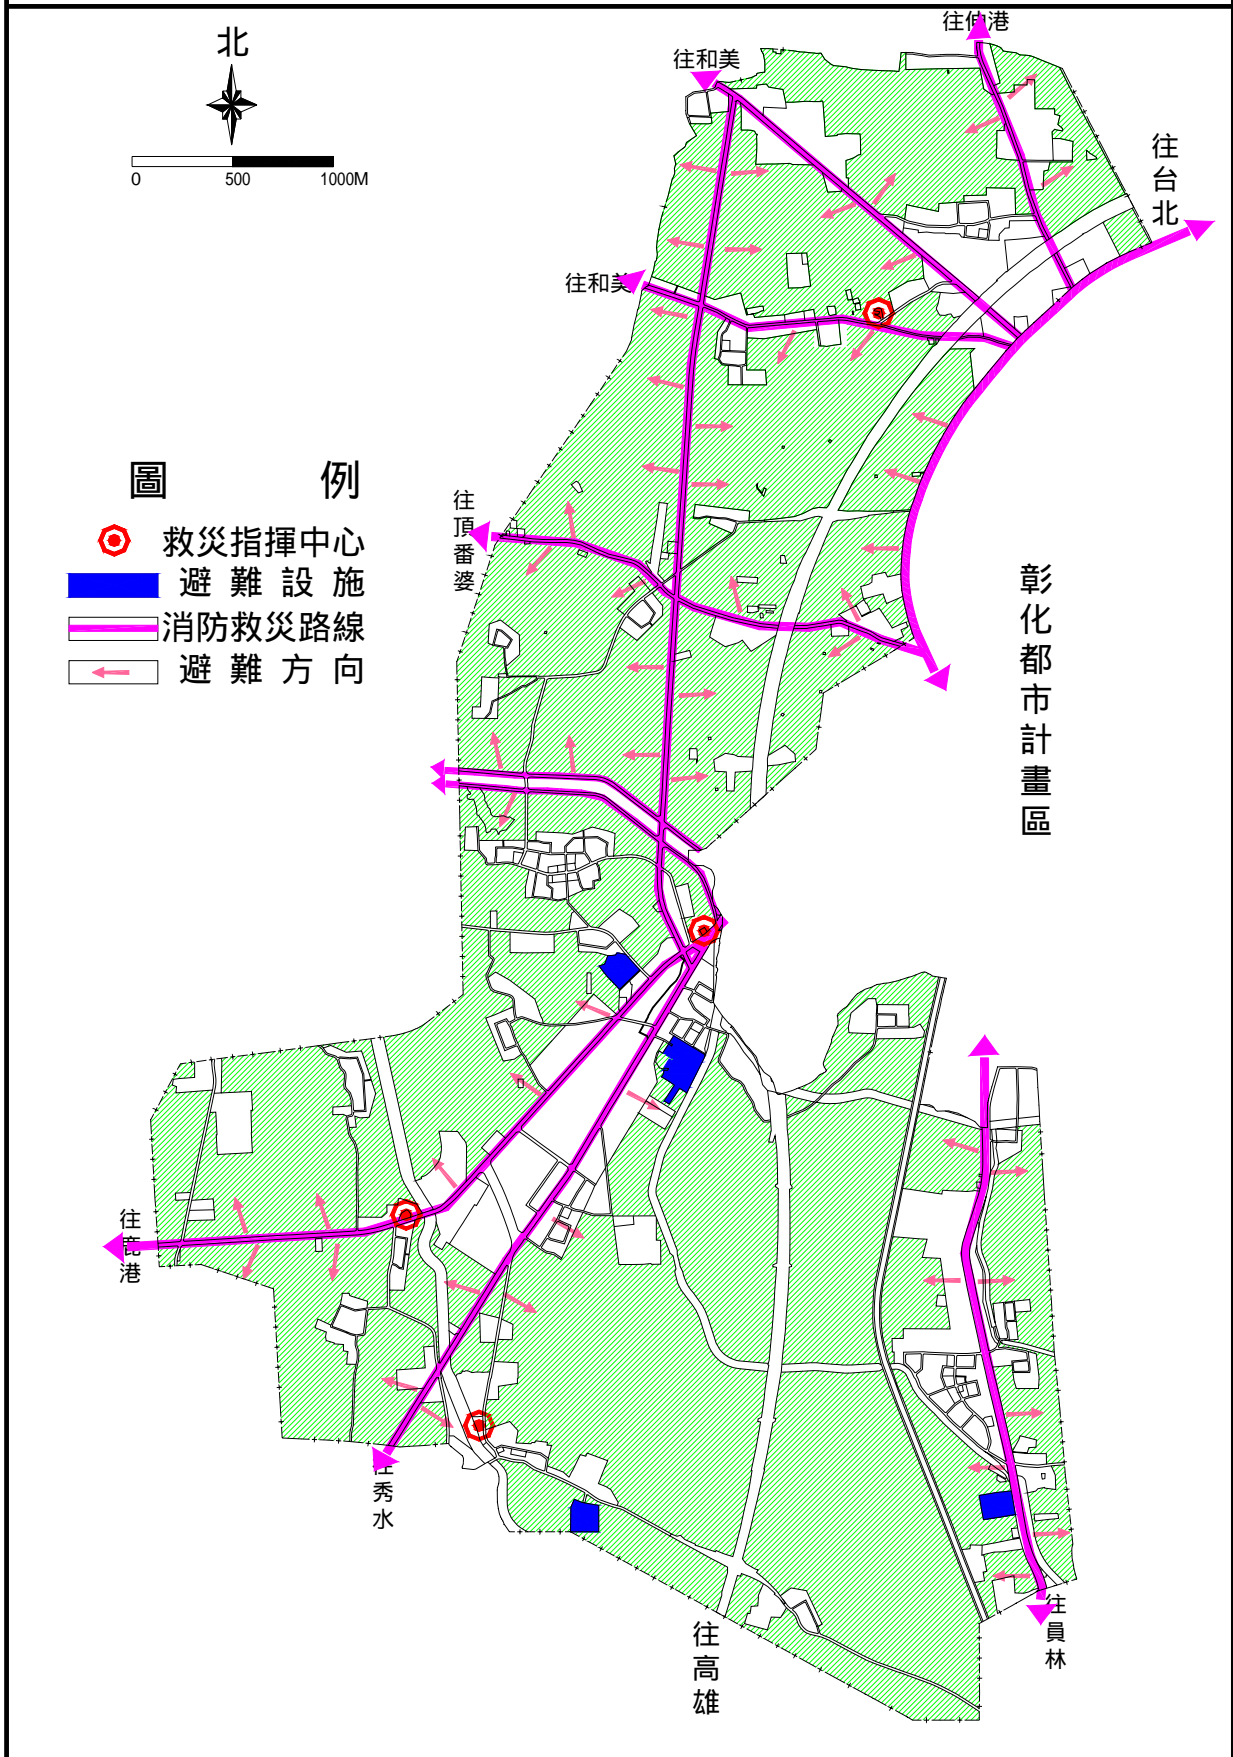 北
0 500 1000M
往伸港
往和美
往台北
往和美
圖 例
救災指揮中心
避難設施
消防救災路線
避難方向
往頂番婆
彰化都市計畫區
往鹿港
往秀水
往高雄
往員林